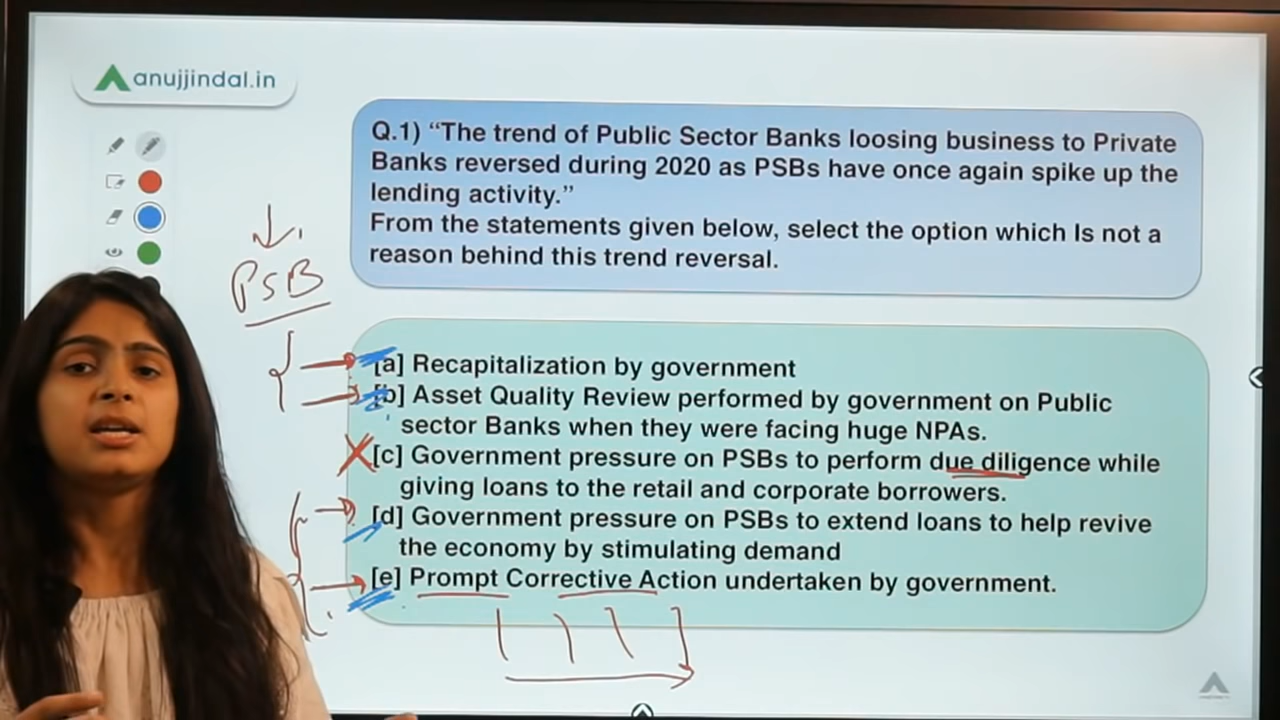 anujjindal.in
Q.1) “The trend of Public Sector Banks loosing business to Private
Banks reversed during 2020 as PSBs have once again spike up the
lending activity.”
From the statements given below, select the option which Is not a
reason behind this trend reversal.
PSB
[a] Recapitalization by government
[b] Asset Quality Review performed by government on Public
sector Banks when they were facing huge NPAs.
[c] Government pressure on PSBs to perform due diligence while
giving loans to the retail and corporate borrowers.
[d] Government pressure on PSBs to extend loans to help revive
the economy by stimulating demand
[e] Prompt Corrective Action undertaken by government.